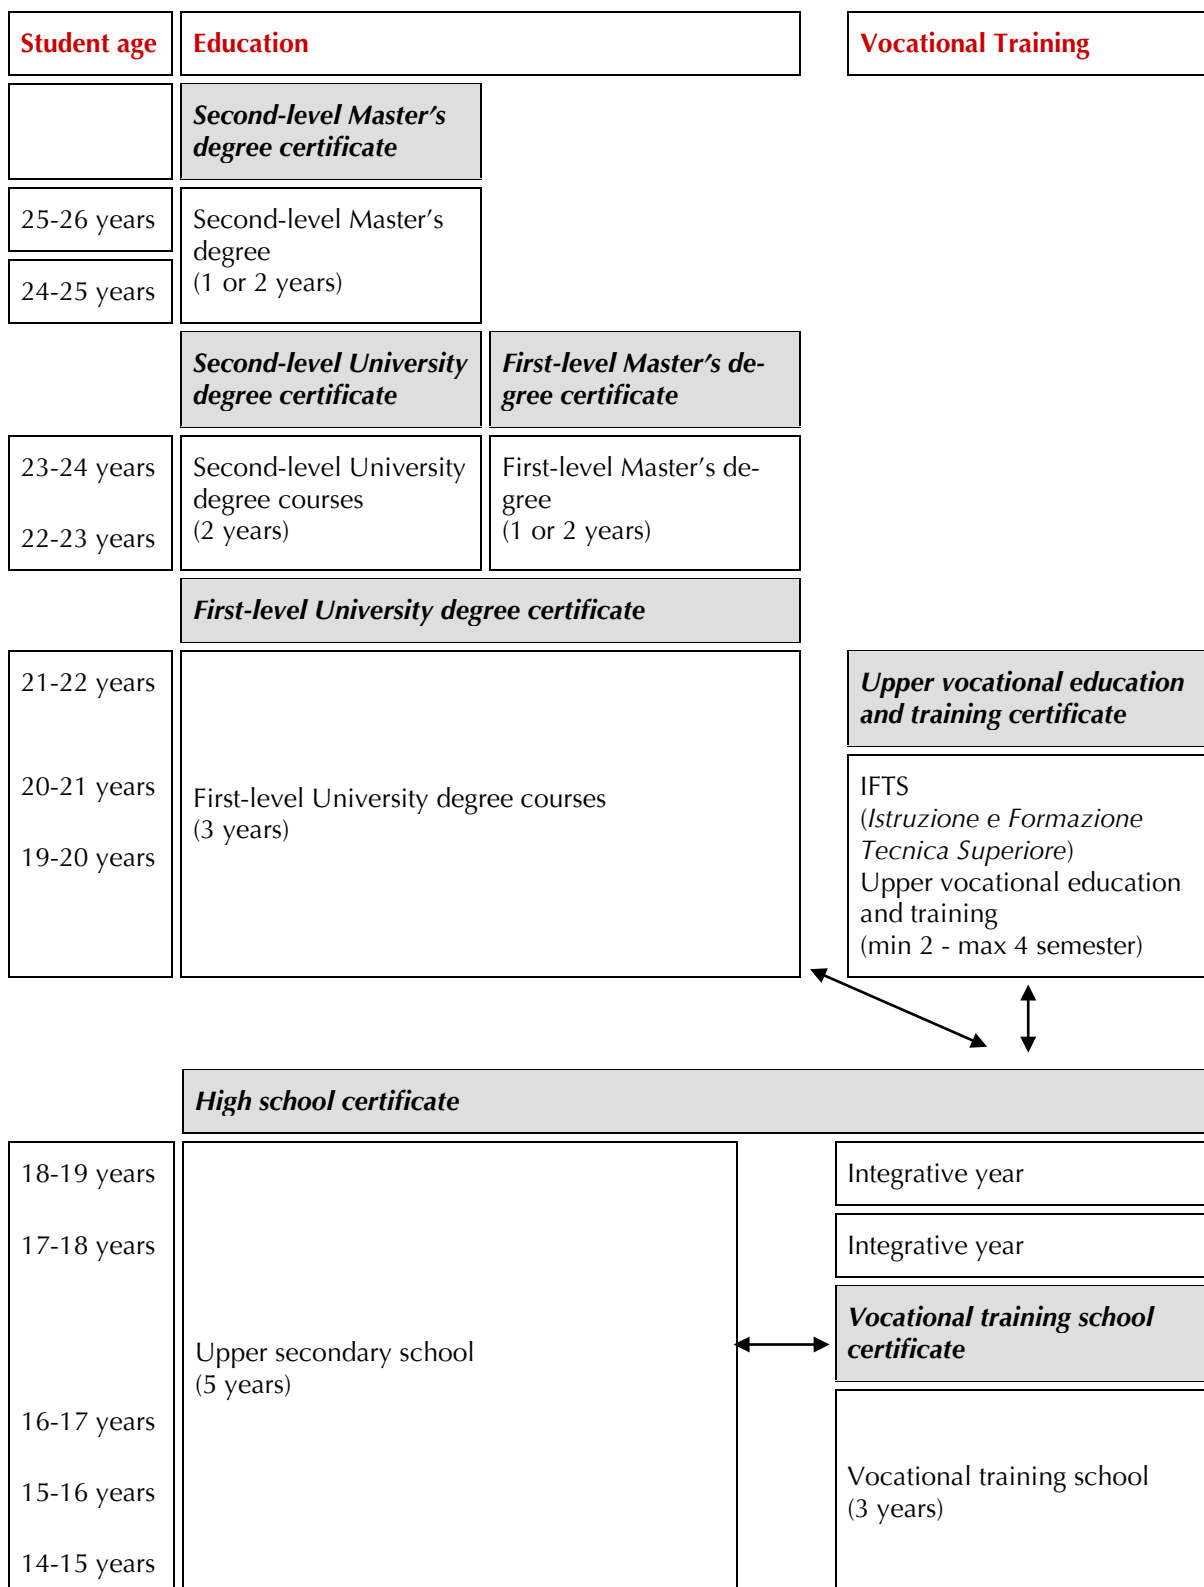 Student age
Education
Vocational Training
Second-level Master's
degree certificate
25-26 years
24-25 years
Second-level Master's
degree
(1 or 2 years)
Second-level University
degree certificate
First-level Master's de-
gree certificate
23-24 years
22-23 years
Second-level University
degree courses
(2 years)
First-level Master's de-
gree
(1 or 2 years)
First-level University degree certificate
21-22 years
20-21 years
19-20 years
First-level University degree courses
(3 years)
Upper vocational education
and training certificate
IFTS
(Istruzione e Formazione
Tecnica Superiore)
Upper vocational education
and training
(min 2 - max 4 semester)
High school certificate
18-19 years
17-18 years
16-17 years
15-16 years
14-15 years
Upper secondary school
(5 years)
Integrative year
Integrative year
Vocational training school
certificate
Vocational training school
(3 years)